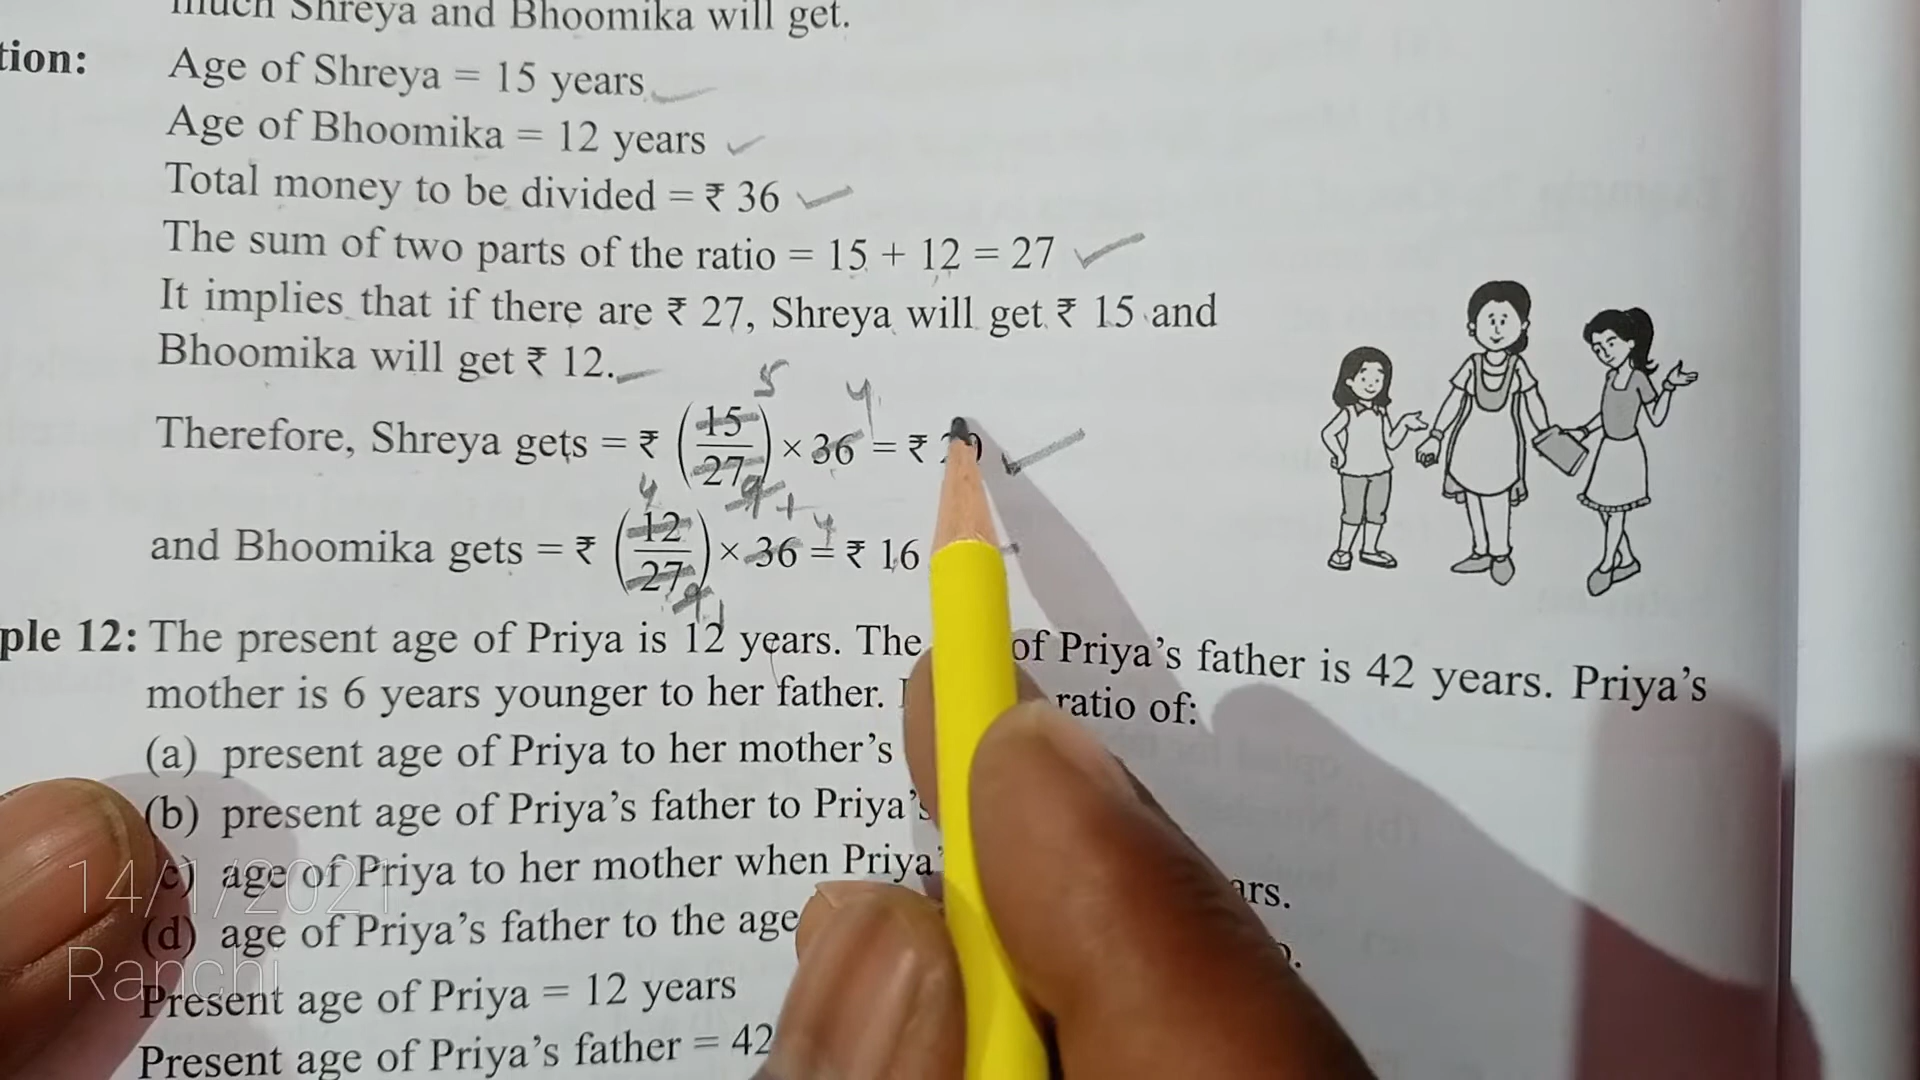 much Shreya and Bhoomika will get.
tion: Age of Shreya = 15 years
Age of Bhoomika = 12 years
Total money to be divided = ₹ 36
The sum of two parts of the ratio = 15 + 12 = 27
It implies that if there are ₹ 27, Shreya will get ₹ 15 and
Bhoomika will get ₹ 12.
5 4
Therefore, Shreya gets = ₹ (15/27) × 36 = ₹
4 9 4
and Bhoomika gets = ₹ (12/27) × 36 = ₹ 16
9
ple 12: The present age of Priya is 12 years. The of Priya's father is 42 years. Priya's
mother is 6 years younger to her father. ratio of:
(a) present age of Priya to her mother's
(b) present age of Priya's father to Priya's
(c) age of Priya to her mother when Priya'
(d) age of Priya's father to the age
Present age of Priya = 12 years
Present age of Priya's father = 42
14/1/2021
Ranchi